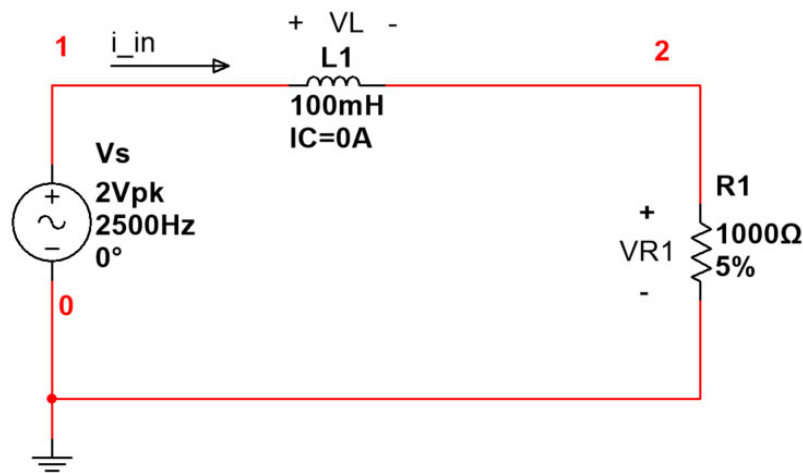 + VL -
1 i_in
L1
2
100mH
IC=0A
Vs
+
2Vpk
2500Hz
0°
−
R1
+
1000Ω
VR1
5%
-
0